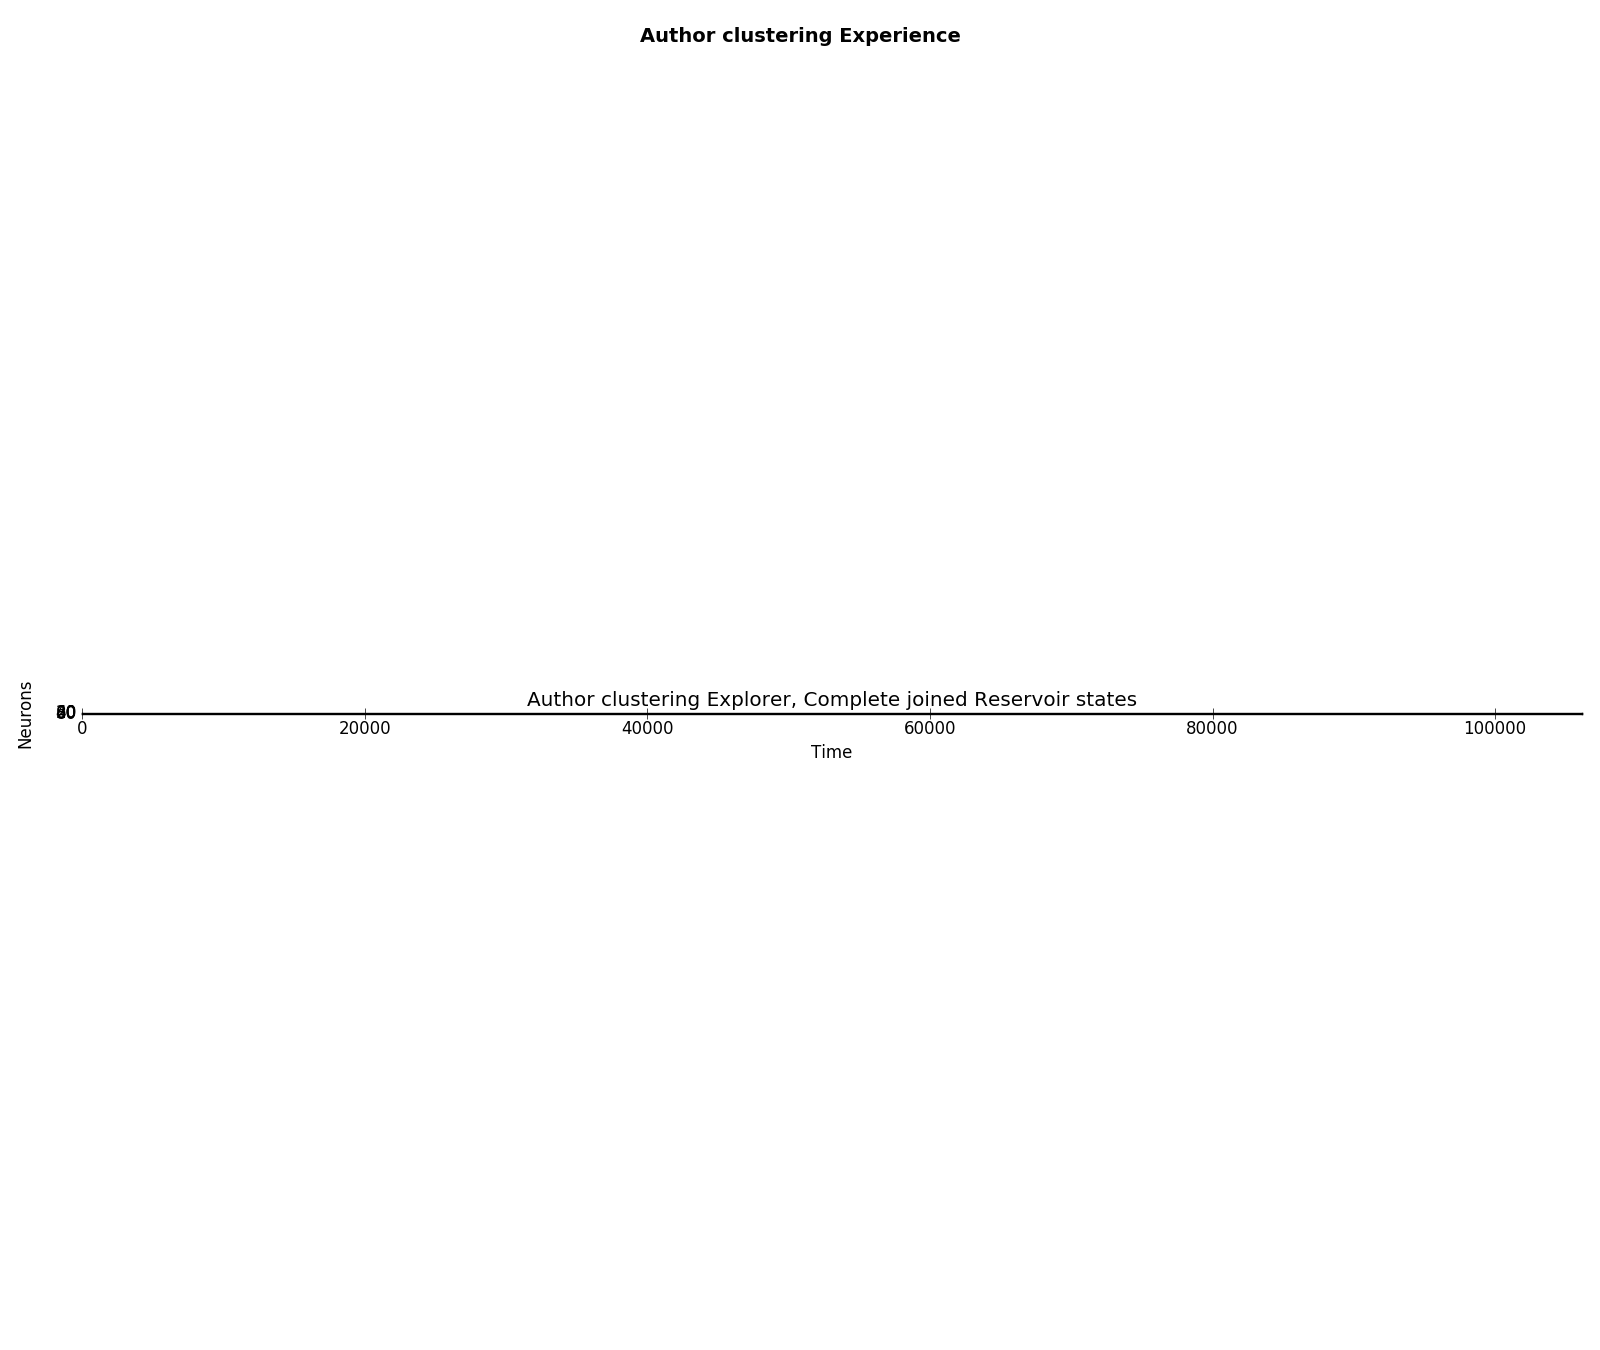 Author clustering Experience
Author clustering Explorer, Complete joined Reservoir states
Neurons
0 20000 40000 60000 80000 100000
Time